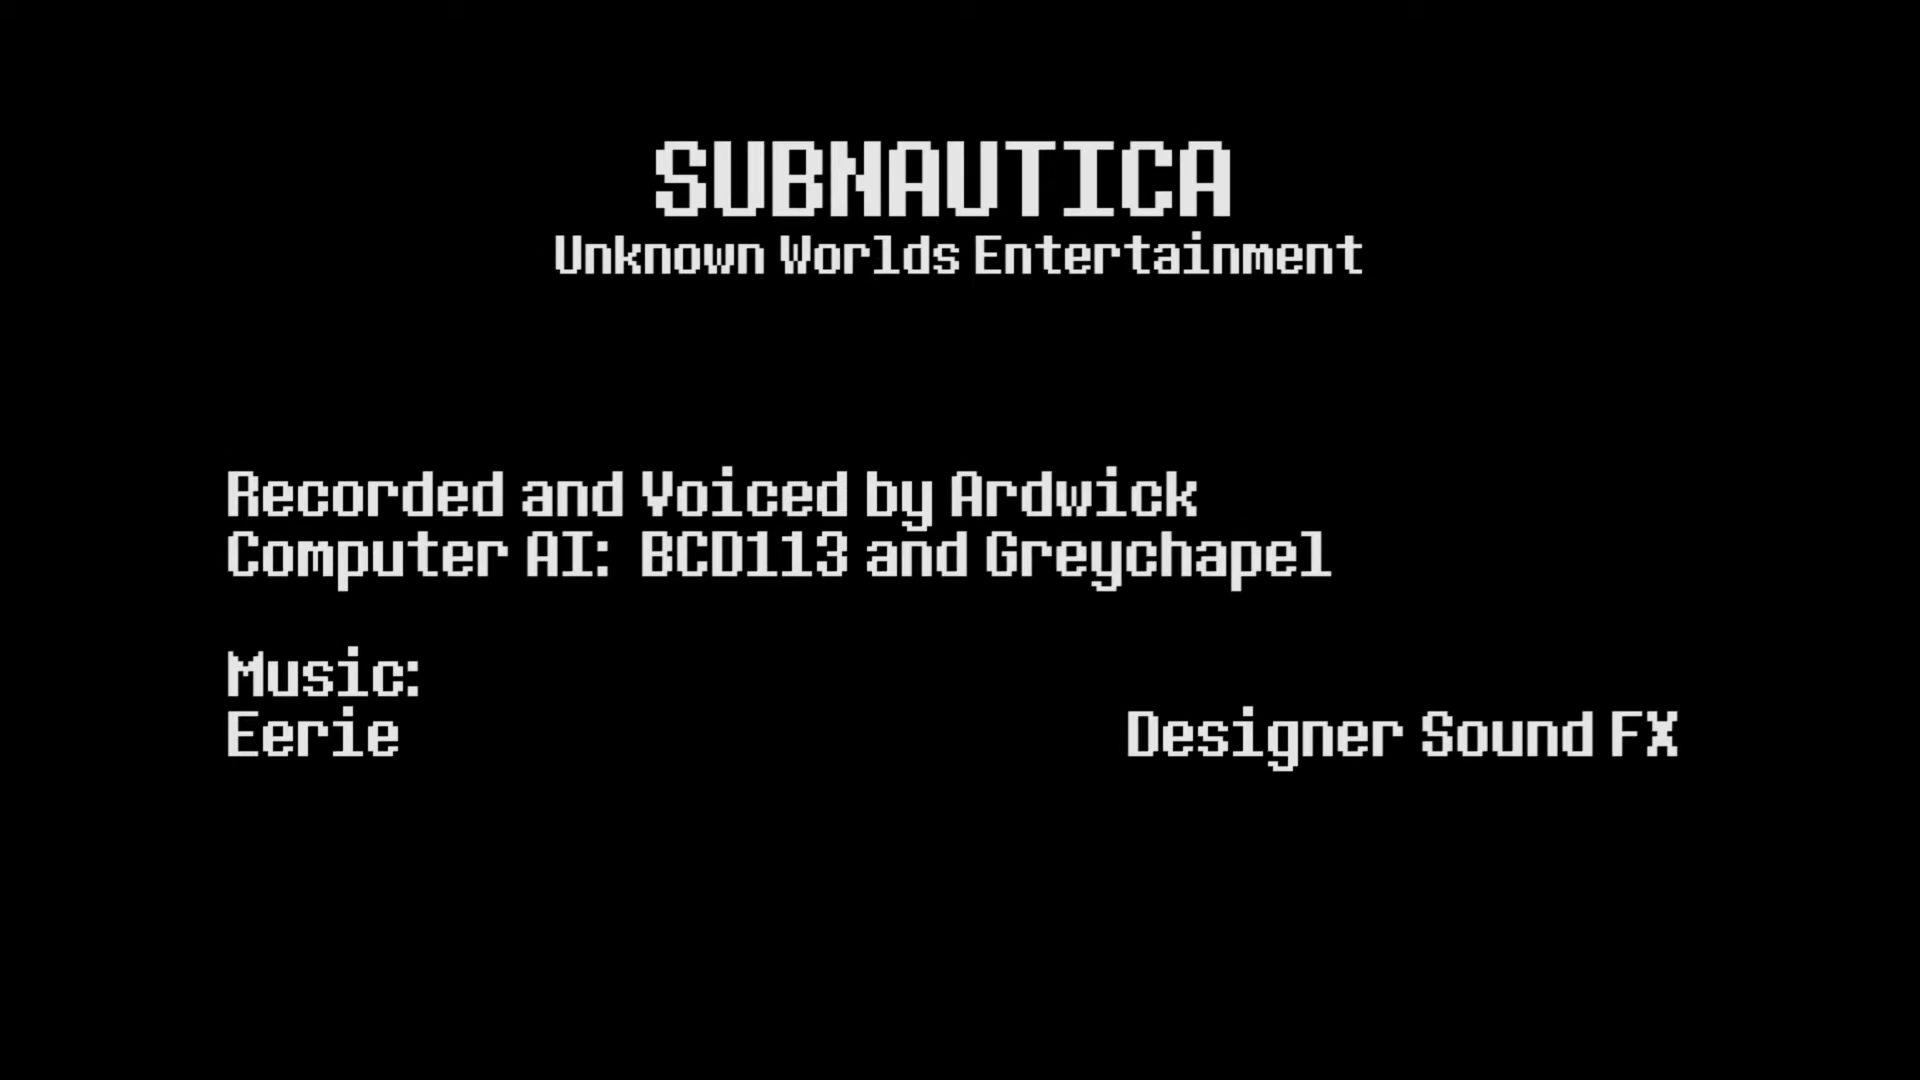 SUBNAUTICA
Unknown Worlds Entertainment
Recorded and Voiced by Ardwick
Computer AI: BCD113 and Greychapel
Music:
Eerie Designer Sound FX